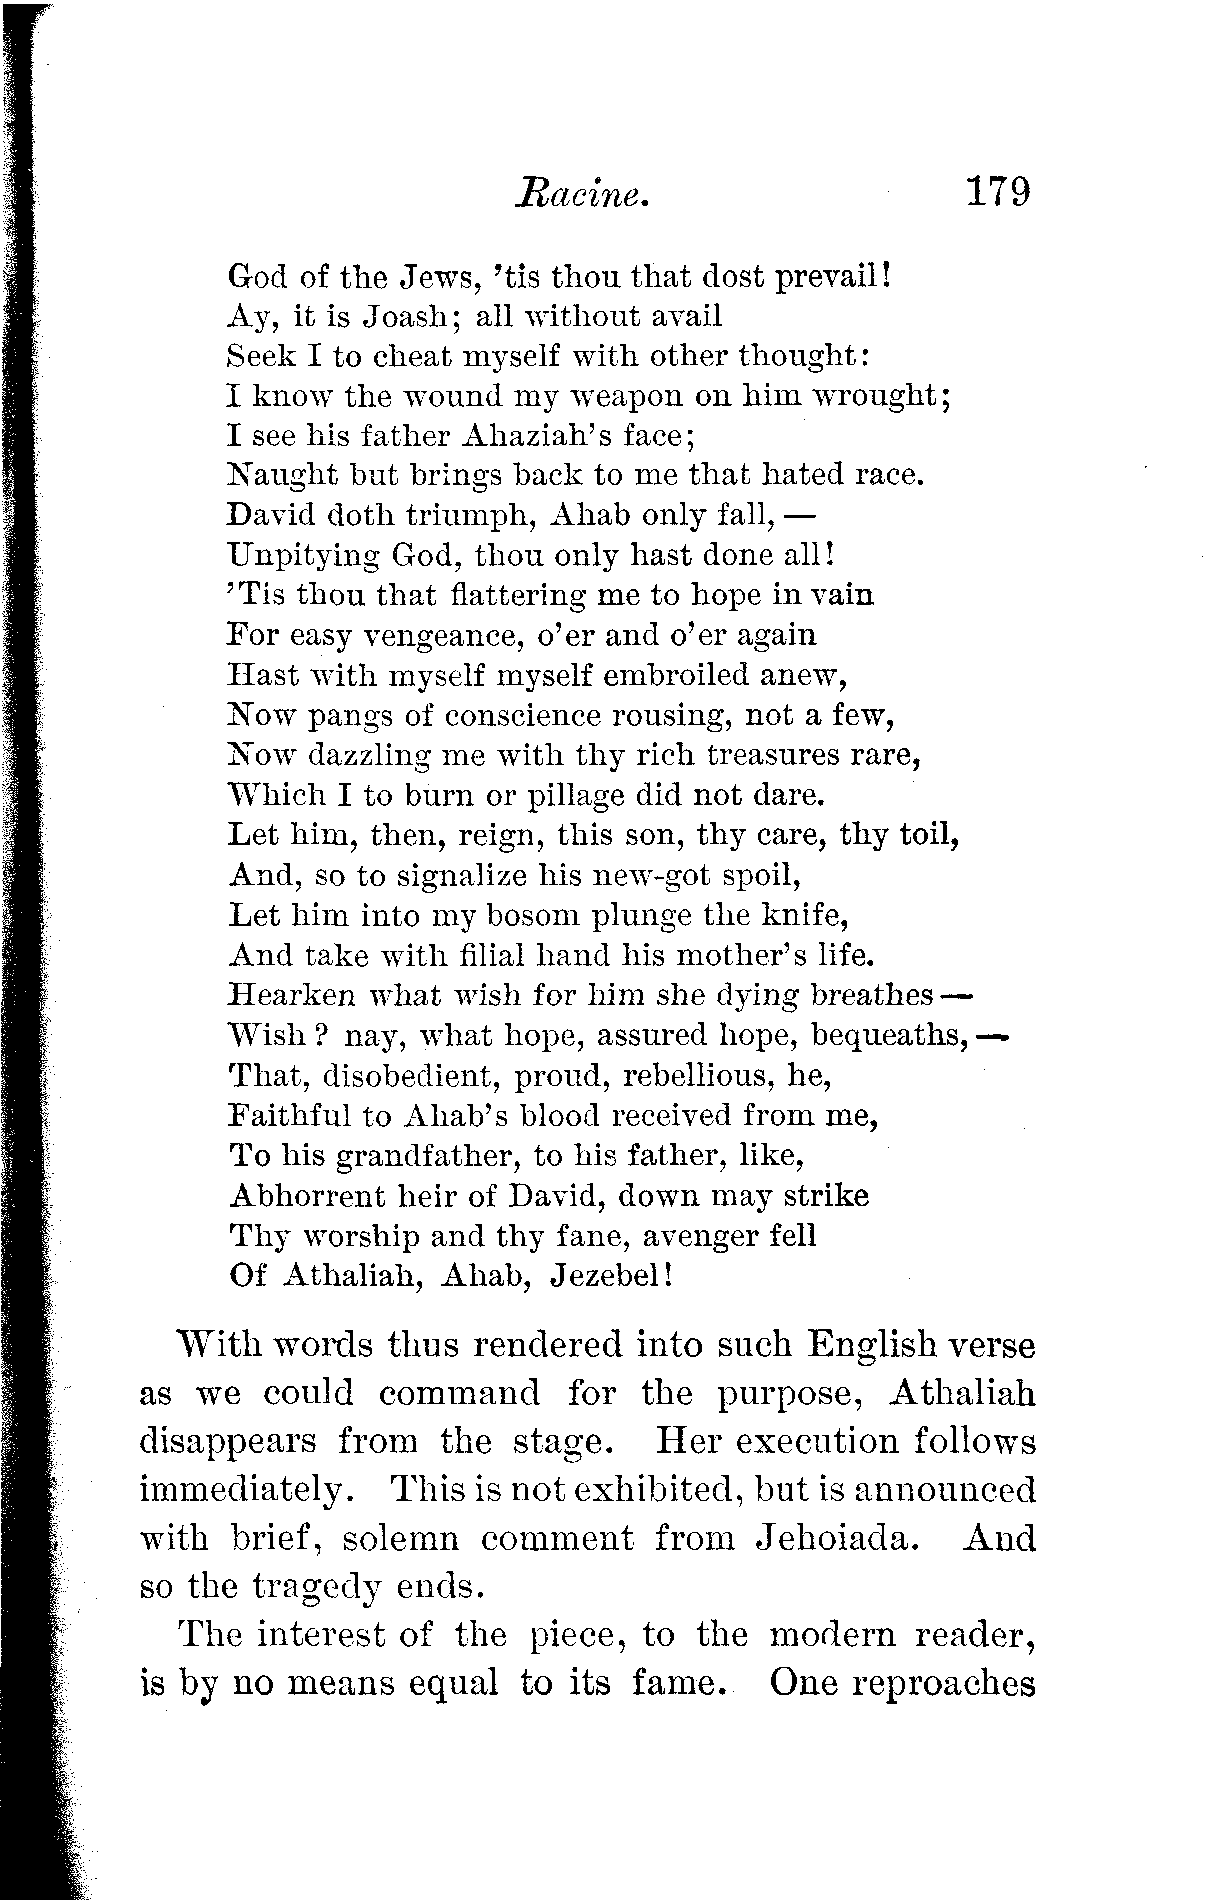 Racine. 179
God of the Jews, 'tis thou that dost prevail!
Ay, it is Joash; all without avail
Seek I to cheat myself with other thought:
I know the wound my weapon on him wrought;
I see his father Ahaziah's face;
Naught but brings back to me that hated race.
David doth triumph, Ahab only fall, —
Unpitying God, thou only hast done all!
'Tis thou that flattering me to hope in vain
For easy vengeance, o'er and o'er again
Hast with myself myself embroiled anew,
Now pangs of conscience rousing, not a few,
Now dazzling me with thy rich treasures rare,
Which I to burn or pillage did not dare.
Let him, then, reign, this son, thy care, thy toil,
And, so to signalize his new-got spoil,
Let him into my bosom plunge the knife,
And take with filial hand his mother's life.
Hearken what wish for him she dying breathes —
Wish? nay, what hope, assured hope, bequeaths, —
That, disobedient, proud, rebellious, he,
Faithful to Ahab's blood received from me,
To his grandfather, to his father, like,
Abhorrent heir of David, down may strike
Thy worship and thy fane, avenger fell
Of Athaliah, Ahab, Jezebel!
With words thus rendered into such English verse
as we could command for the purpose, Athaliah
disappears from the stage. Her execution follows
immediately. This is not exhibited, but is announced
with brief, solemn comment from Jehoiada. And
so the tragedy ends.
The interest of the piece, to the modern reader,
is by no means equal to its fame. One reproaches